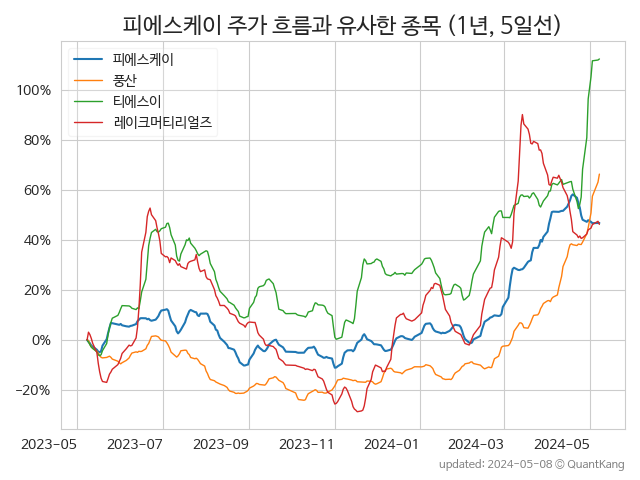 피에스케이 주가 흐름과 유사한 종목 (1년, 5일선)
피에스케이
풍산
티에스이
레이크머티리얼즈
100%
80%
60%
40%
20%
0%
−20%
2023-05 2023-07 2023-09 2023-11 2024-01 2024-03 2024-05
updated: 2024-05-08 © QuantKang